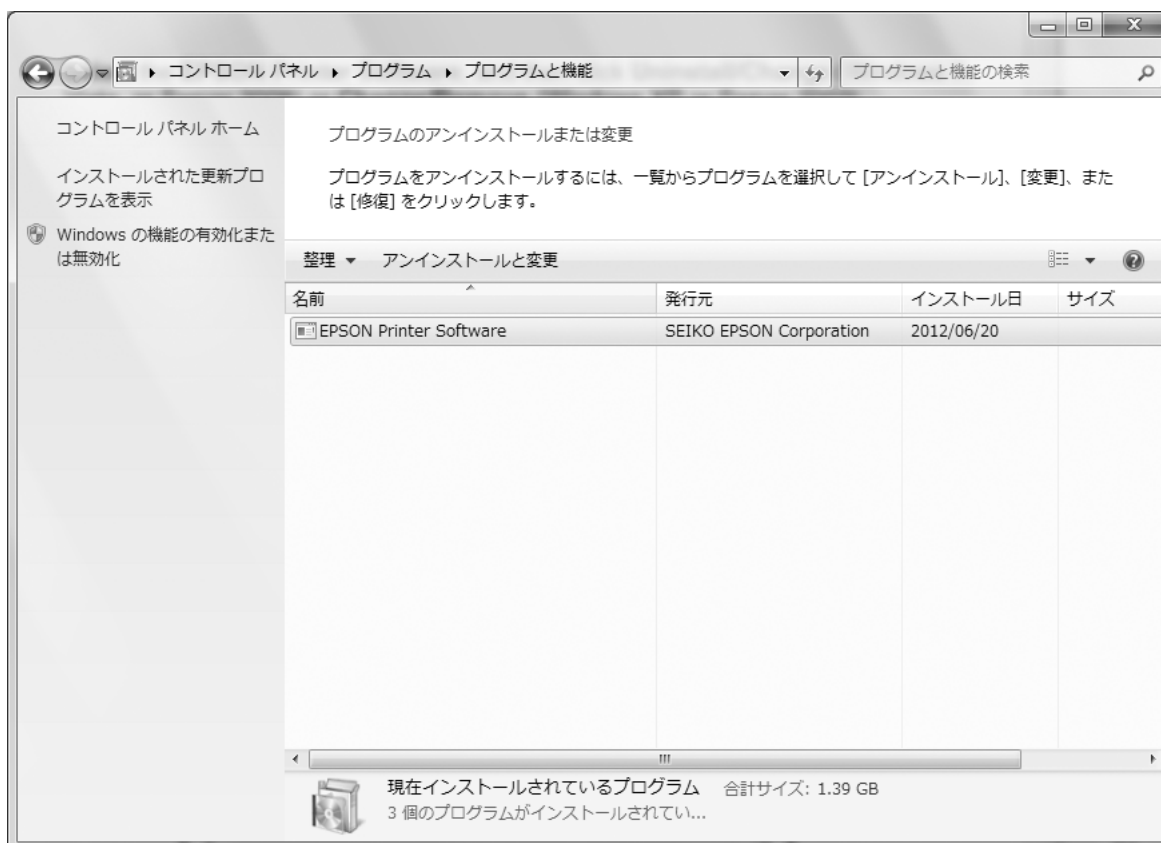 コントロール パネル ▸ プログラム ▸ プログラムと機能
プログラムと機能の検索
コントロール パネル ホーム
インストールされた更新プロ
グラムを表示
Windows の機能の有効化また
は無効化
プログラムのアンインストールまたは変更
プログラムをアンインストールするには、一覧からプログラムを選択して [アンインストール]、[変更]、また
は [修復] をクリックします。
整理 ▼ アンインストールと変更
名前 発行元 インストール日 サイズ
EPSON Printer Software SEIKO EPSON Corporation 2012/06/20
現在インストールされているプログラム 合計サイズ: 1.39 GB
3 個のプログラムがインストールされてい...